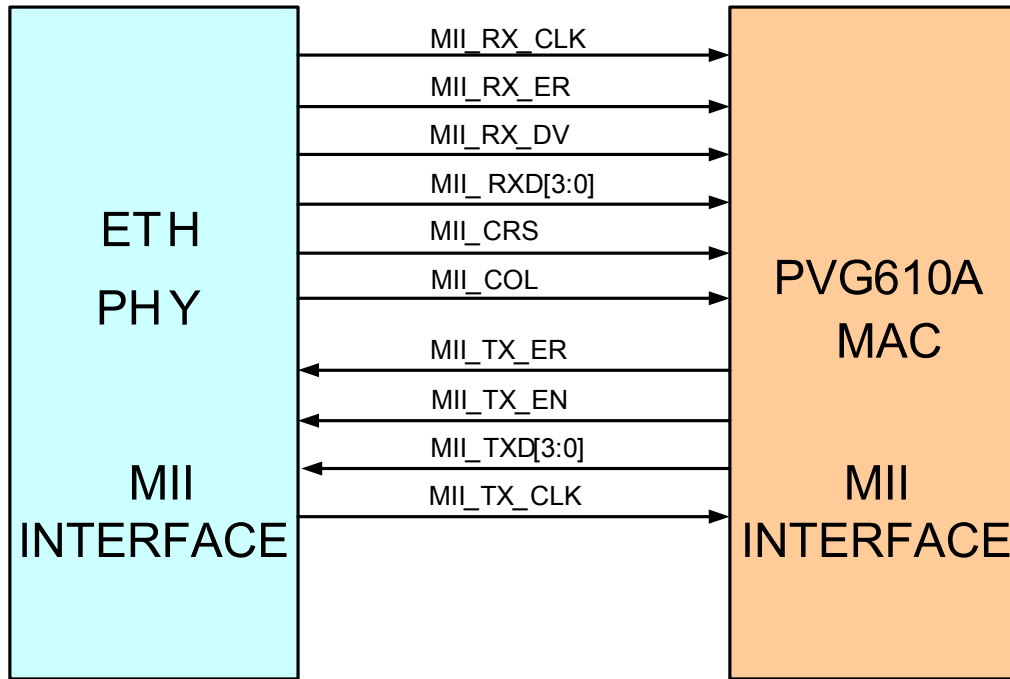 MII_RX_CLK
MII_RX_ER
MII_RX_DV
MII_ RXD[3:0]
MII_CRS
MII_COL
MII_TX_ER
MII_TX_EN
MII_TXD[3:0]
MII_TX_CLK
ETH
PHY
MII
INTERFACE
PVG610A
MAC
MII
INTERFACE